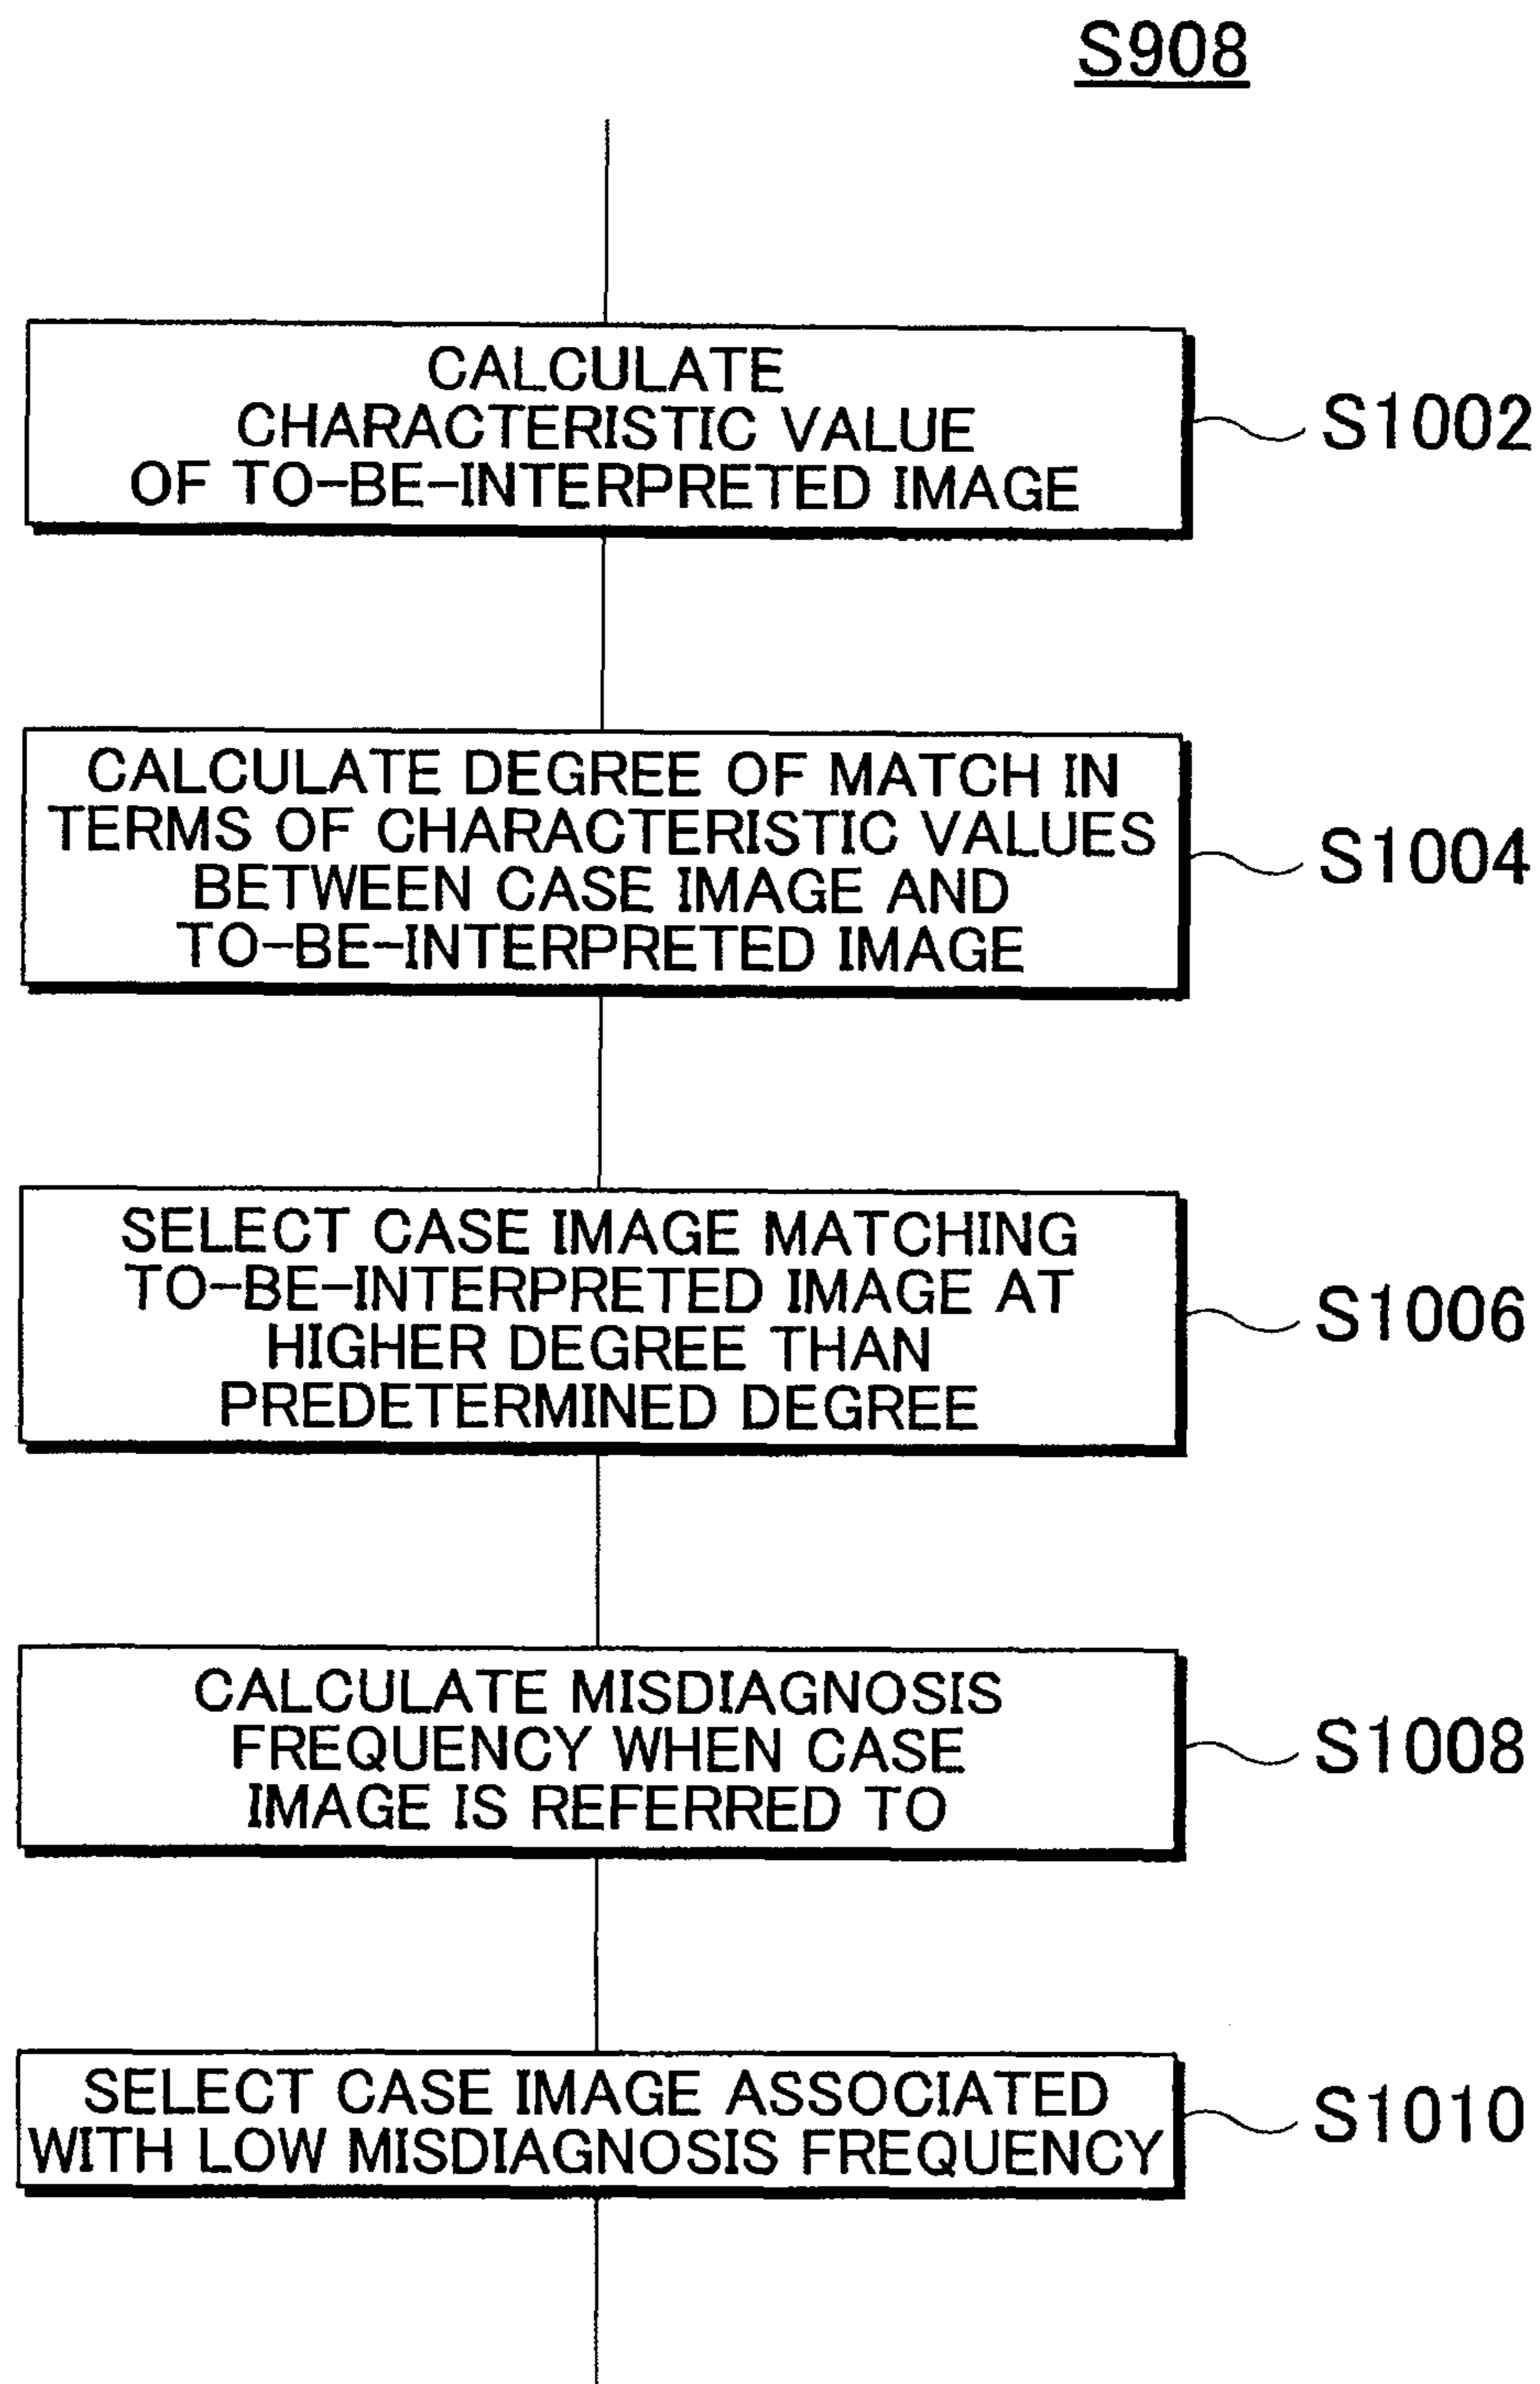 S908
CALCULATE
CHARACTERISTIC VALUE
OF TO-BE-INTERPRETED IMAGE
S1002
CALCULATE DEGREE OF MATCH IN
TERMS OF CHARACTERISTIC VALUES
BETWEEN CASE IMAGE AND
TO-BE-INTERPRETED IMAGE
S1004
SELECT CASE IMAGE MATCHING
TO-BE-INTERPRETED IMAGE AT
HIGHER DEGREE THAN
PREDETERMINED DEGREE
S1006
CALCULATE MISDIAGNOSIS
FREQUENCY WHEN CASE
IMAGE IS REFERRED TO
S1008
SELECT CASE IMAGE ASSOCIATED
WITH LOW MISDIAGNOSIS FREQUENCY
S1010